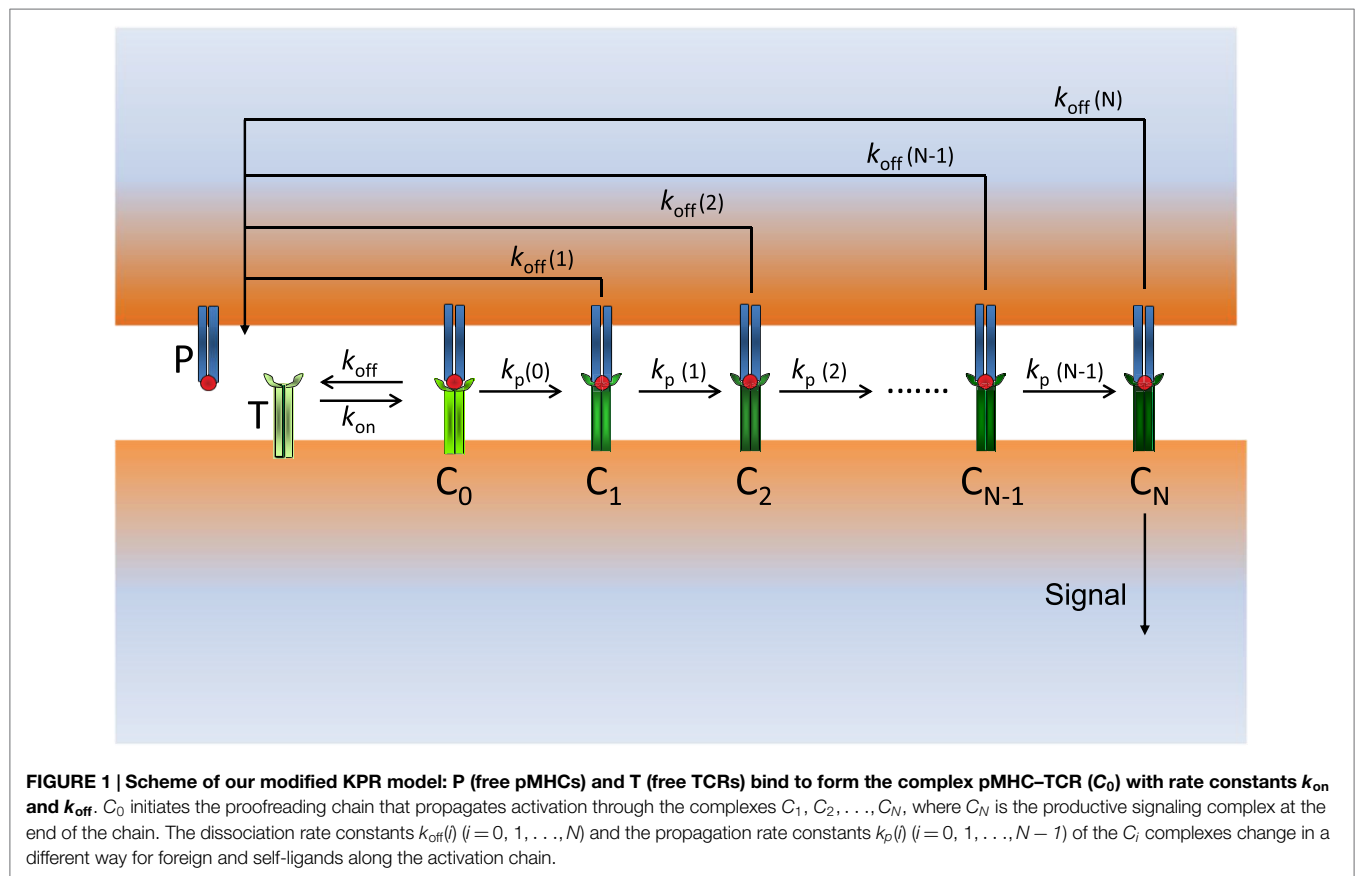 k_off (N)
k_off (N-1)
k_off (2)
k_off (1)
P
T
k_off
k_on
k_p(0)
k_p (1)
k_p (2)
.......
k_p (N-1)
C_0
C_1
C_2
C_N-1
C_N
Signal
FIGURE 1 | Scheme of our modified KPR model: P (free pMHCs) and T (free TCRs) bind to form the complex pMHC–TCR (C_0) with rate constants k_on
and k_off. C_0 initiates the proofreading chain that propagates activation through the complexes C_1, C_2, . . . , C_N, where C_N is the productive signaling complex at the
end of the chain. The dissociation rate constants k_off(i) (i = 0, 1, . . . , N) and the propagation rate constants k_p(i) (i = 0, 1, . . . , N − 1) of the C_i complexes change in a
different way for foreign and self-ligands along the activation chain.